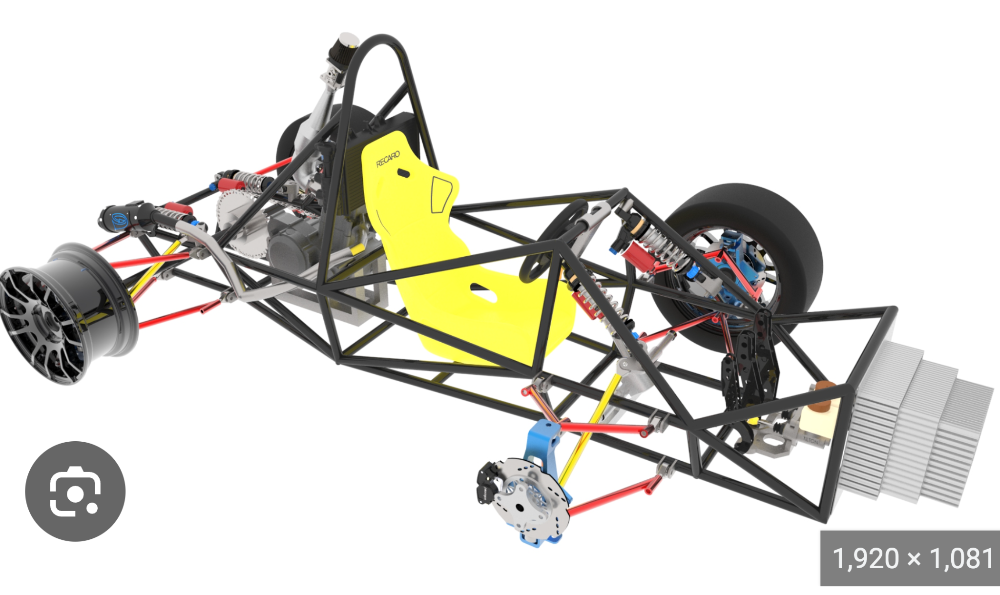 RECARO
TILTON
1,920 × 1,081